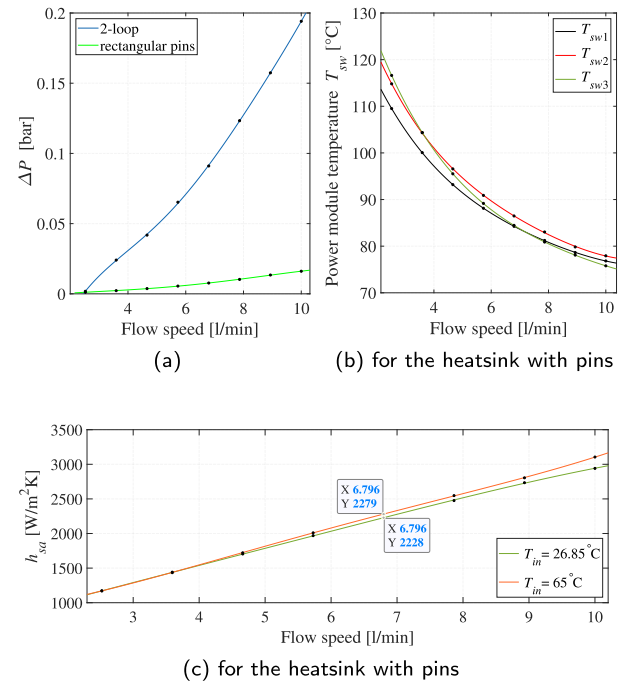 0.2
0.15
0.1
0.05
0
ΔP [bar]
2-loop
rectangular pins
4 6 8 10
Flow speed [l/min]
(a)
130
120
110
100
90
80
70
Power module temperature T_sw [°C]
T_sw1
T_sw2
T_sw3
4 6 8 10
Flow speed [l/min]
(b) for the heatsink with pins
3500
3000
2500
2000
1500
1000
h_sa [W/m²K]
X 6.796
Y 2279
X 6.796
Y 2228
T_in = 26.85°C
T_in = 65°C
3 4 5 6 7 8 9 10
Flow speed [l/min]
(c) for the heatsink with pins